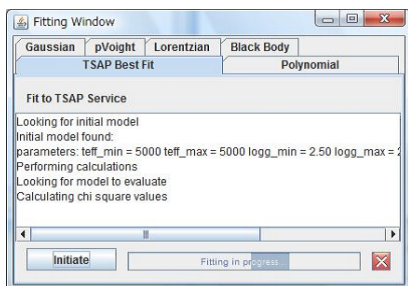 Fitting Window
Gaussian pVoight Lorentzian Black Body
TSAP Best Fit Polynomial
Fit to TSAP Service
Looking for initial model
Initial model found:
parameters: teff_min = 5000 teff_max = 5000 logg_min = 2.50 logg_max = 2
Performing calculations
Looking for model to evaluate
Calculating chi square values
Initiate Fitting in progress...